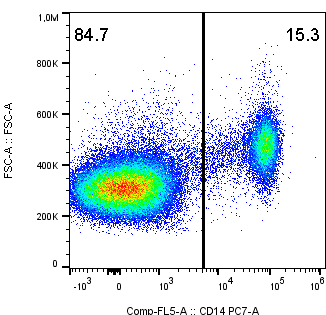 1,0M
84.7
15.3
800K
600K
400K
200K
0
FSC-A :: FSC-A
-10³ 0 10³ 10⁴ 10⁵ 10⁶
Comp-FL5-A :: CD14 PC7-A